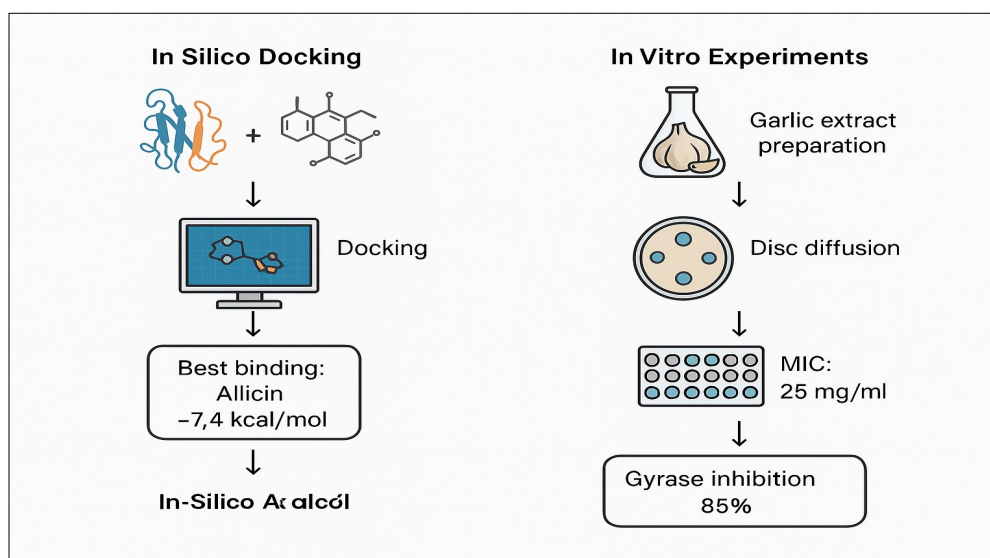 In Silico Docking
+
Docking
Best binding:
Allicin
−7,4 kcal/mol
In-Silico
In Vitro Experiments
Garlic extract
preparation
Disc diffusion
MIC:
25 mg/ml
Gyrase inhibition
85%